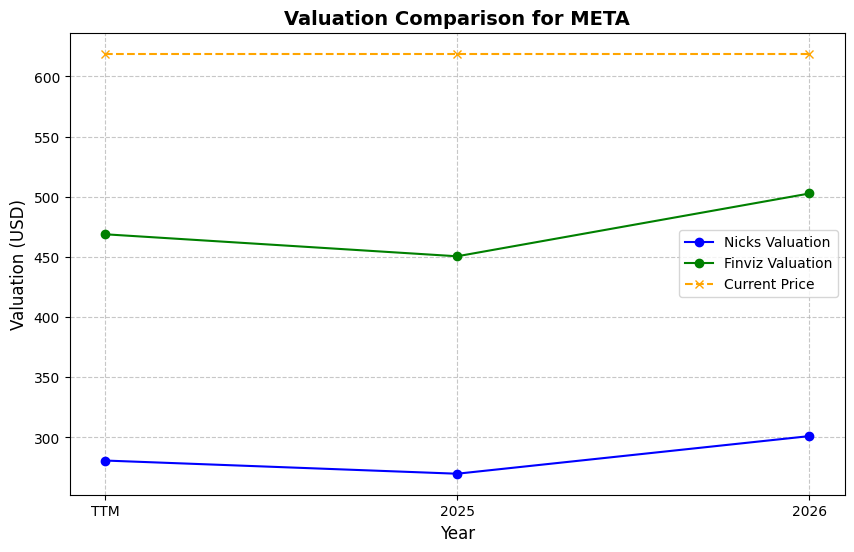 Valuation Comparison for META
Valuation (USD)
600
550
500
450
400
350
300
Nicks Valuation
Finviz Valuation
Current Price
TTM
2025
2026
Year